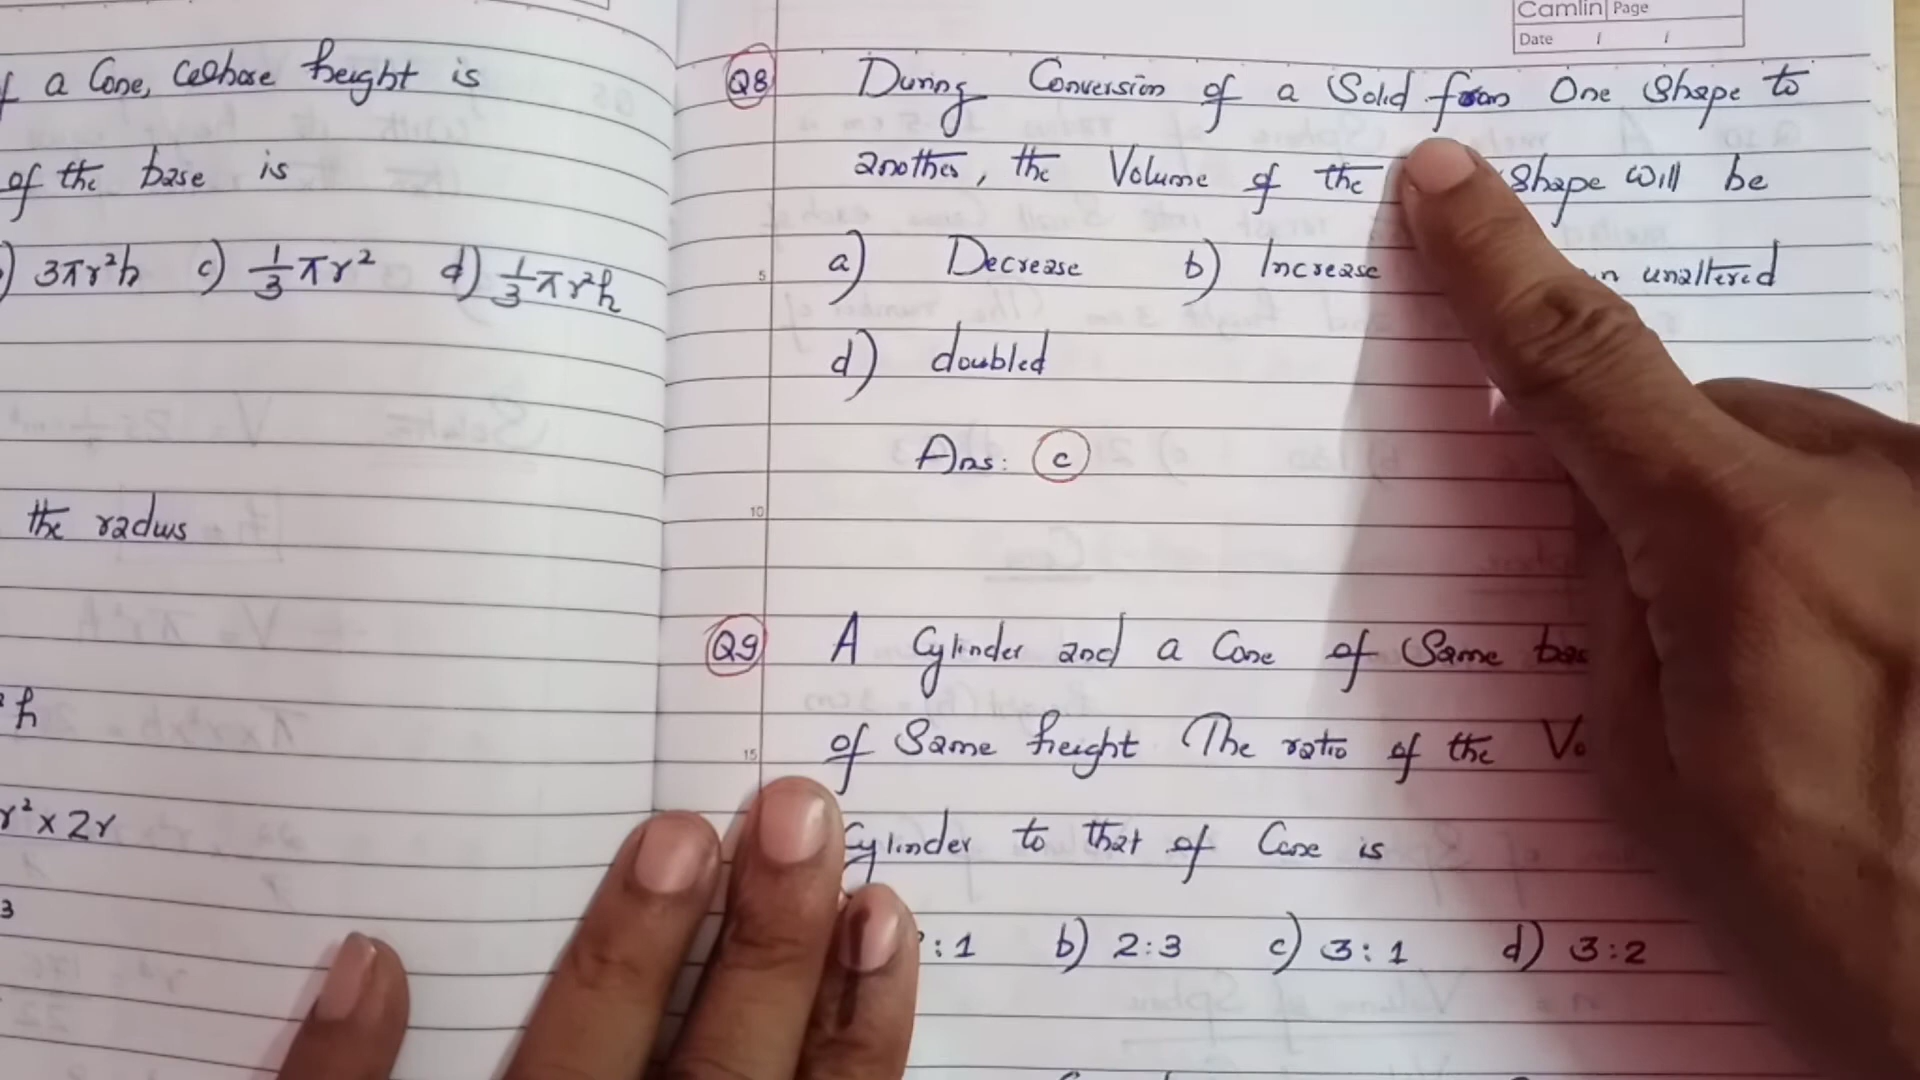 a Cone, whose height is
of the base is
3πr²h c) 1/3 πr² d) 1/3 πr²h
the radius
h
r² x 2r
3
Camlin Page
Date / /
Q8 During Conversion of a Solid from One Shape to
another, the Volume of the Shape will be
a) Decrease b) Increase unaltered
5
d) doubled
Ans: c
10
Q9 A Cylinder and a Cone of Same
of Same height The ratio of the
15
Cylinder to that of Cone is
: 1 b) 2:3 c) 3:1 d) 3:2